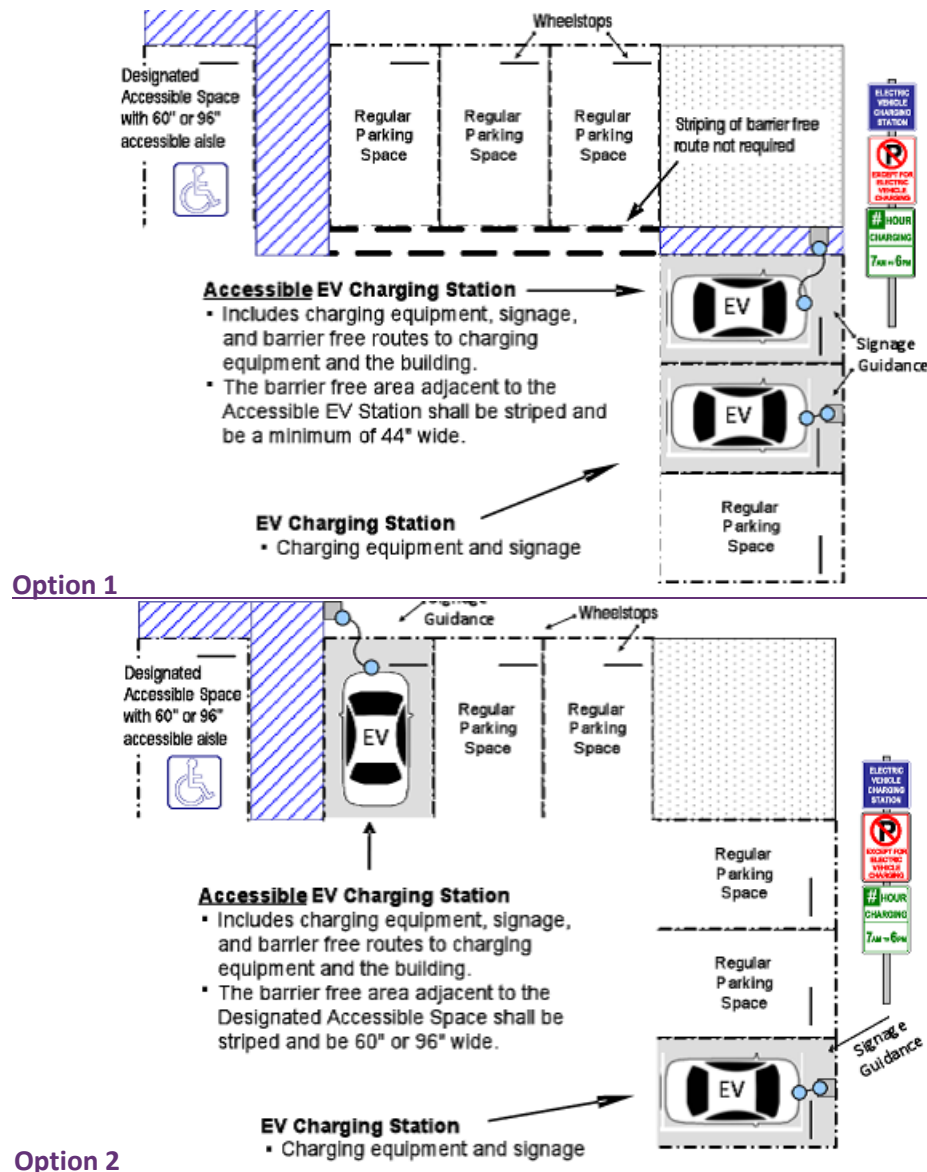 Wheelstops
Designated
Accessible Space
with 60" or 96"
accessible aisle
Regular
Parking
Space
Regular
Parking
Space
Regular
Parking
Space
Striping of barrier free
route not required
ELECTRIC
VEHICLE
CHARGING
STATION
P
EXCEPT FOR
ELECTRIC
VEHICLE
CHARGING
# HOUR
CHARGING
7AM TO 6PM
Accessible EV Charging Station
▪ Includes charging equipment, signage,
and barrier free routes to charging
equipment and the building.
▪ The barrier free area adjacent to the
Accessible EV Station shall be striped and
be a minimum of 44" wide.
EV
Signage
Guidance
EV
EV Charging Station
▪ Charging equipment and signage
Regular
Parking
Space
Option 1
Signage
Guidance
Wheelstops
Designated
Accessible Space
with 60" or 96"
accessible aisle
EV
Regular
Parking
Space
Regular
Parking
Space
ELECTRIC
VEHICLE
CHARGING
STATION
P
EXCEPT FOR
ELECTRIC
VEHICLE
CHARGING
# HOUR
CHARGING
7AM TO 6PM
Regular
Parking
Space
Accessible EV Charging Station
▪ Includes charging equipment, signage,
and barrier free routes to charging
equipment and the building.
▪ The barrier free area adjacent to the
Designated Accessible Space shall be
striped and be 60" or 96" wide.
Regular
Parking
Space
Signage
Guidance
EV
EV Charging Station
▪ Charging equipment and signage
Option 2